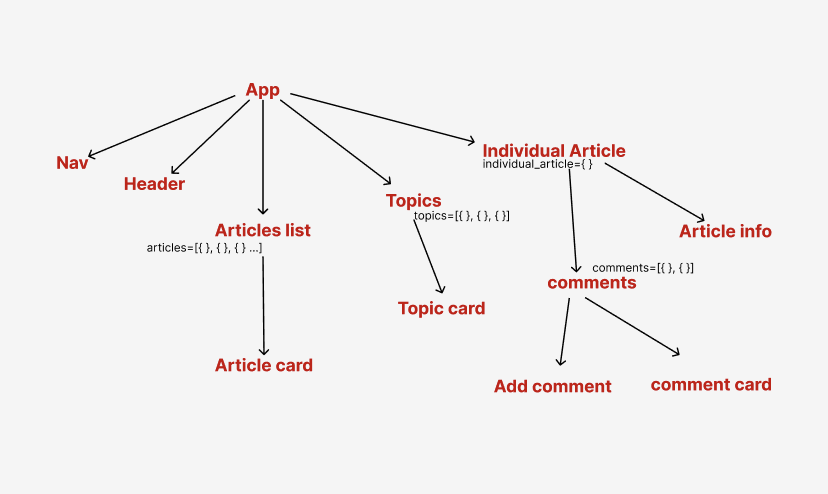 App
Nav
Header
Articles list
articles=[{ }, { }, { } ...]
Article card
Topics
topics=[{ }, { }, { }]
Topic card
Individual Article
individual_article={ }
Article info
comments=[{ }, { }]
comments
Add comment
comment card